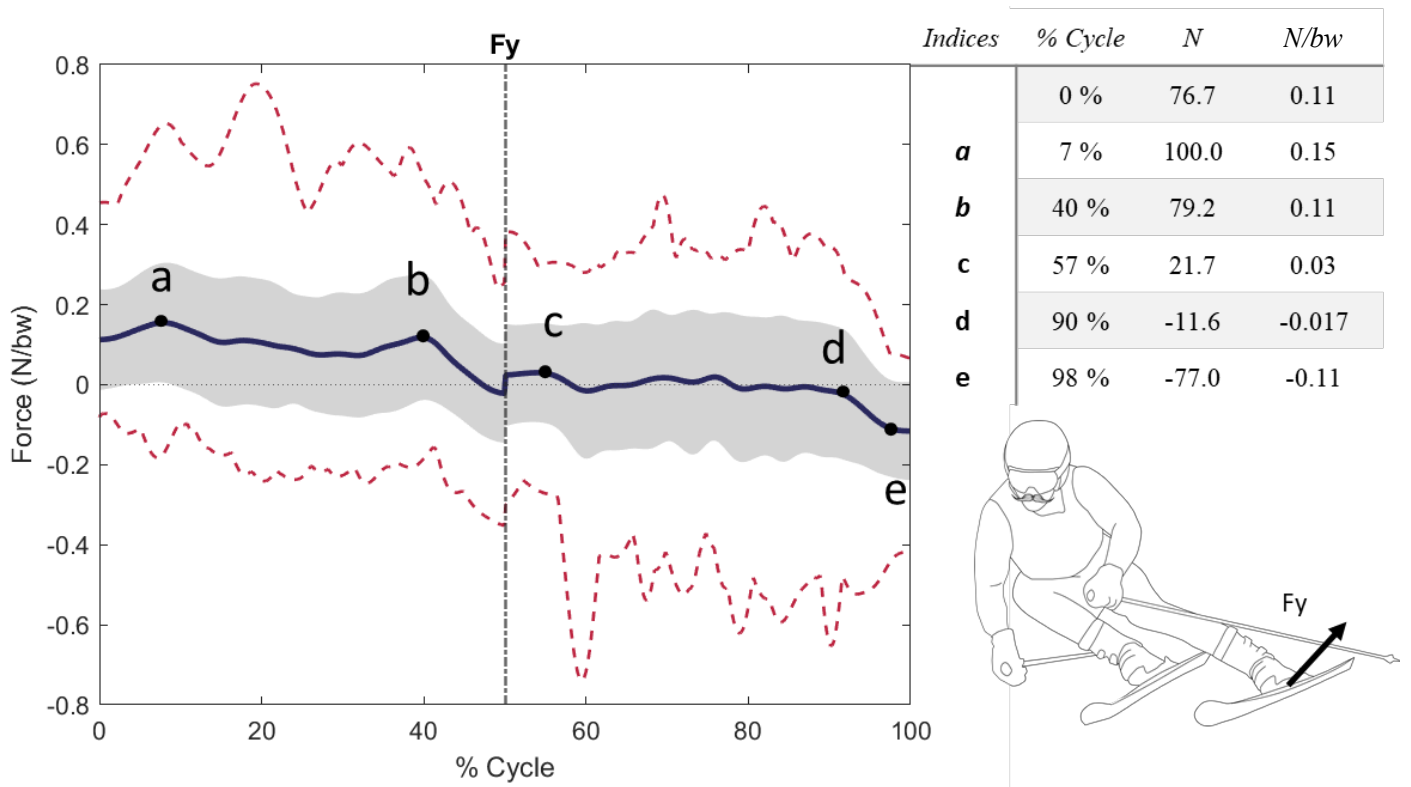 Fy
0.8
0.6
0.4
0.2
0
-0.2
-0.4
-0.6
-0.8
Force (N/bw)
a
b
c
d
e
0 20 40 60 80 100
% Cycle
Indices % Cycle N N/bw
0 % 76.7 0.11
a 7 % 100.0 0.15
b 40 % 79.2 0.11
c 57 % 21.7 0.03
d 90 % -11.6 -0.017
e 98 % -77.0 -0.11
Fy